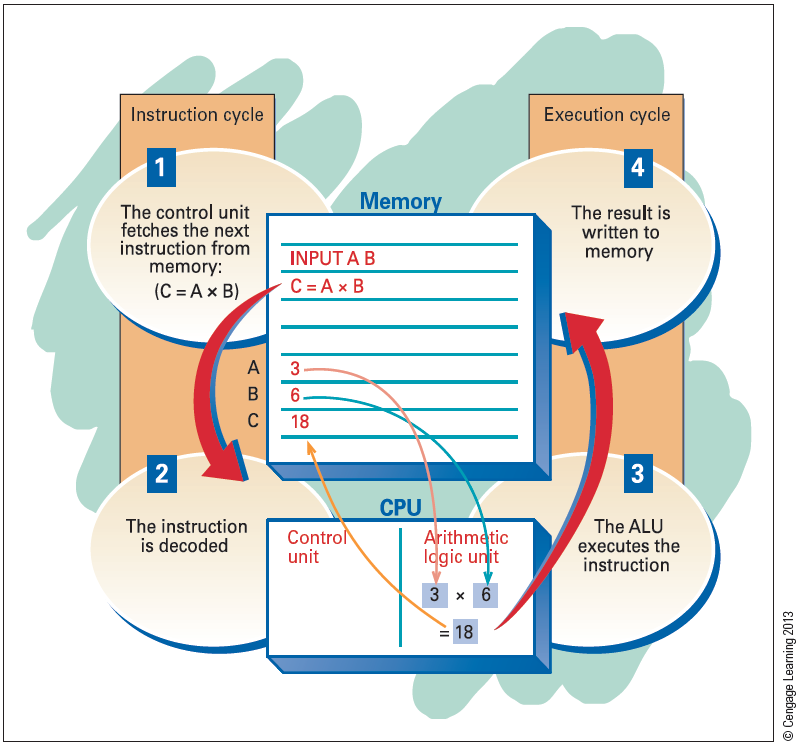 Instruction cycle
1
The control unit
fetches the next
instruction from
memory:
(C = A × B)
2
The instruction
is decoded
Memory
INPUT A B
C = A × B
A 3
B 6
C 18
CPU
Control
unit
Arithmetic
logic unit
3 × 6
= 18
Execution cycle
4
The result is
written to
memory
3
The ALU
executes the
instruction
© Cengage Learning 2013